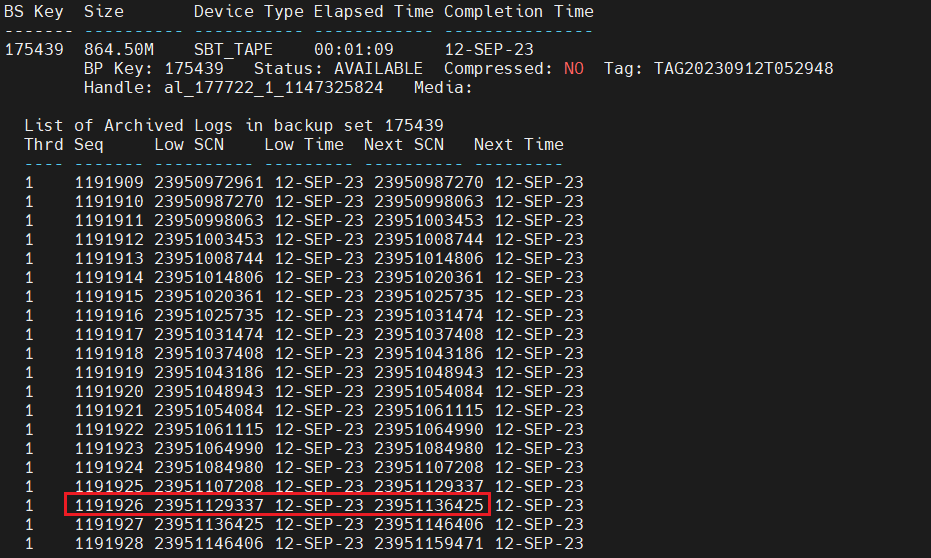 BS Key  Size       Device Type Elapsed Time Completion Time
------- ---------- ----------- ------------ ---------------
175439  864.50M    SBT_TAPE    00:01:09     12-SEP-23
        BP Key: 175439   Status: AVAILABLE  Compressed: NO  Tag: TAG20230912T052948
        Handle: al_177722_1_1147325824   Media:

  List of Archived Logs in backup set 175439
  Thrd Seq     Low SCN    Low Time  Next SCN   Next Time
  ---- ------- ---------- --------- ---------- ---------
  1    1191909 23950972961 12-SEP-23 23950987270 12-SEP-23
  1    1191910 23950987270 12-SEP-23 23950998063 12-SEP-23
  1    1191911 23950998063 12-SEP-23 23951003453 12-SEP-23
  1    1191912 23951003453 12-SEP-23 23951008744 12-SEP-23
  1    1191913 23951008744 12-SEP-23 23951014806 12-SEP-23
  1    1191914 23951014806 12-SEP-23 23951020361 12-SEP-23
  1    1191915 23951020361 12-SEP-23 23951025735 12-SEP-23
  1    1191916 23951025735 12-SEP-23 23951031474 12-SEP-23
  1    1191917 23951031474 12-SEP-23 23951037408 12-SEP-23
  1    1191918 23951037408 12-SEP-23 23951043186 12-SEP-23
  1    1191919 23951043186 12-SEP-23 23951048943 12-SEP-23
  1    1191920 23951048943 12-SEP-23 23951054084 12-SEP-23
  1    1191921 23951054084 12-SEP-23 23951061115 12-SEP-23
  1    1191922 23951061115 12-SEP-23 23951064990 12-SEP-23
  1    1191923 23951064990 12-SEP-23 23951084980 12-SEP-23
  1    1191924 23951084980 12-SEP-23 23951107208 12-SEP-23
  1    1191925 23951107208 12-SEP-23 23951129337 12-SEP-23
  1    1191926 23951129337 12-SEP-23 23951136425 12-SEP-23
  1    1191927 23951136425 12-SEP-23 23951146406 12-SEP-23
  1    1191928 23951146406 12-SEP-23 23951159471 12-SEP-23